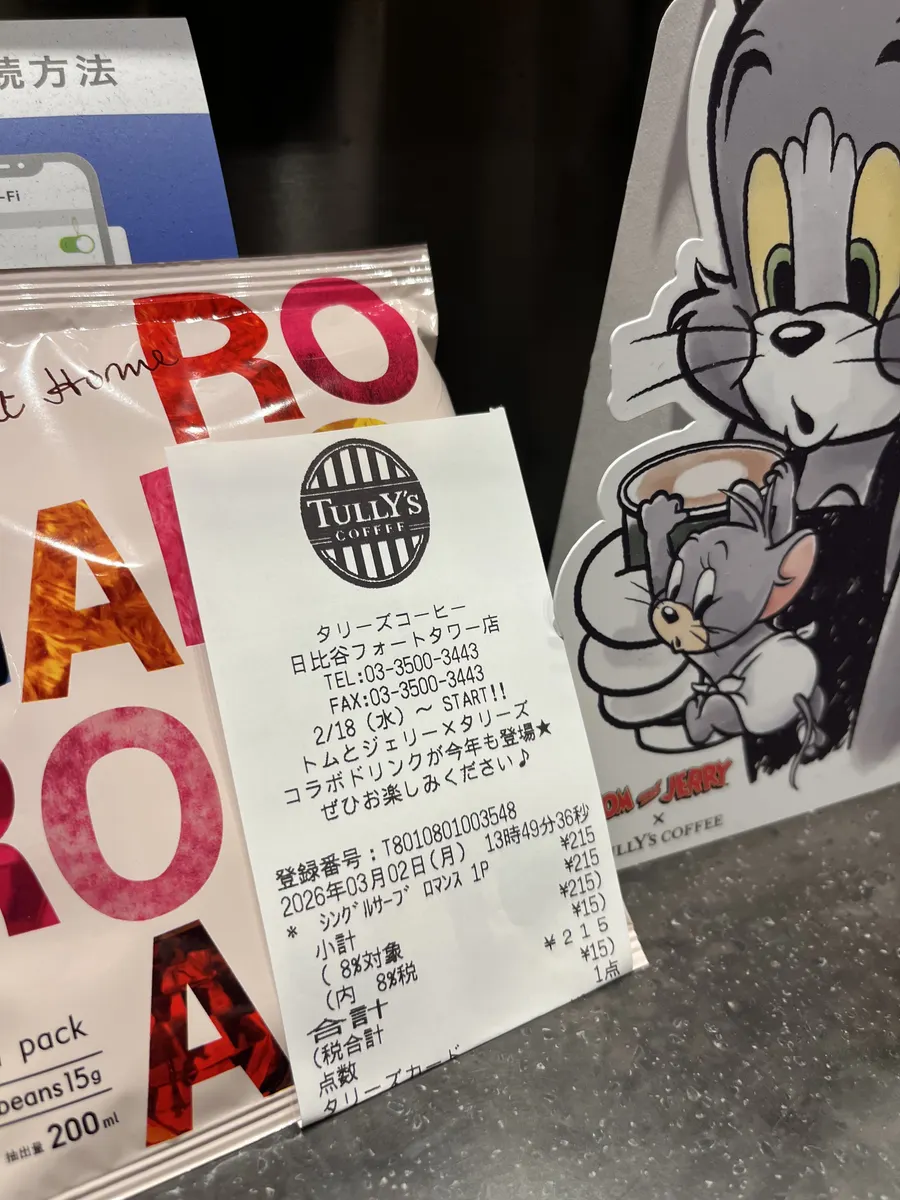 続方法
-Fi
t Home
RO
MA
RO
A
pack
beans 15g
抽出量 200ml
TULLY'S
COFFEE
タリーズコーヒー
日比谷フォートタワー店
TEL:03-3500-3443
FAX:03-3500-3443
2/18（水）～ START!!
トムとジェリー×タリーズ
コラボドリンクが今年も登場★
ぜひお楽しみください♪
登録番号：T8010801003548
2026年03月02日(月) 13時49分36秒
* シングルサーブ ロマンス 1P ¥215
小計 ¥215
( 8%対象 ¥215)
(内 8%税 ¥15)
合計 ¥215
(税合計 ¥15)
点数 1点
タリーズカード
TOM and JERRY
×
TULLY'S COFFEE